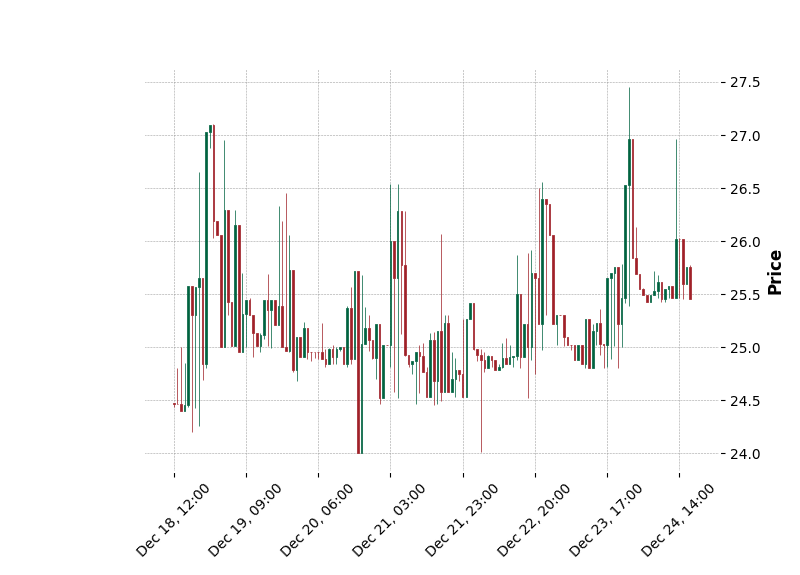 27.5
27.0
26.5
26.0
25.5
25.0
24.5
24.0
Price
Dec 18, 12:00
Dec 19, 09:00
Dec 20, 06:00
Dec 21, 03:00
Dec 21, 23:00
Dec 22, 20:00
Dec 23, 17:00
Dec 24, 14:00